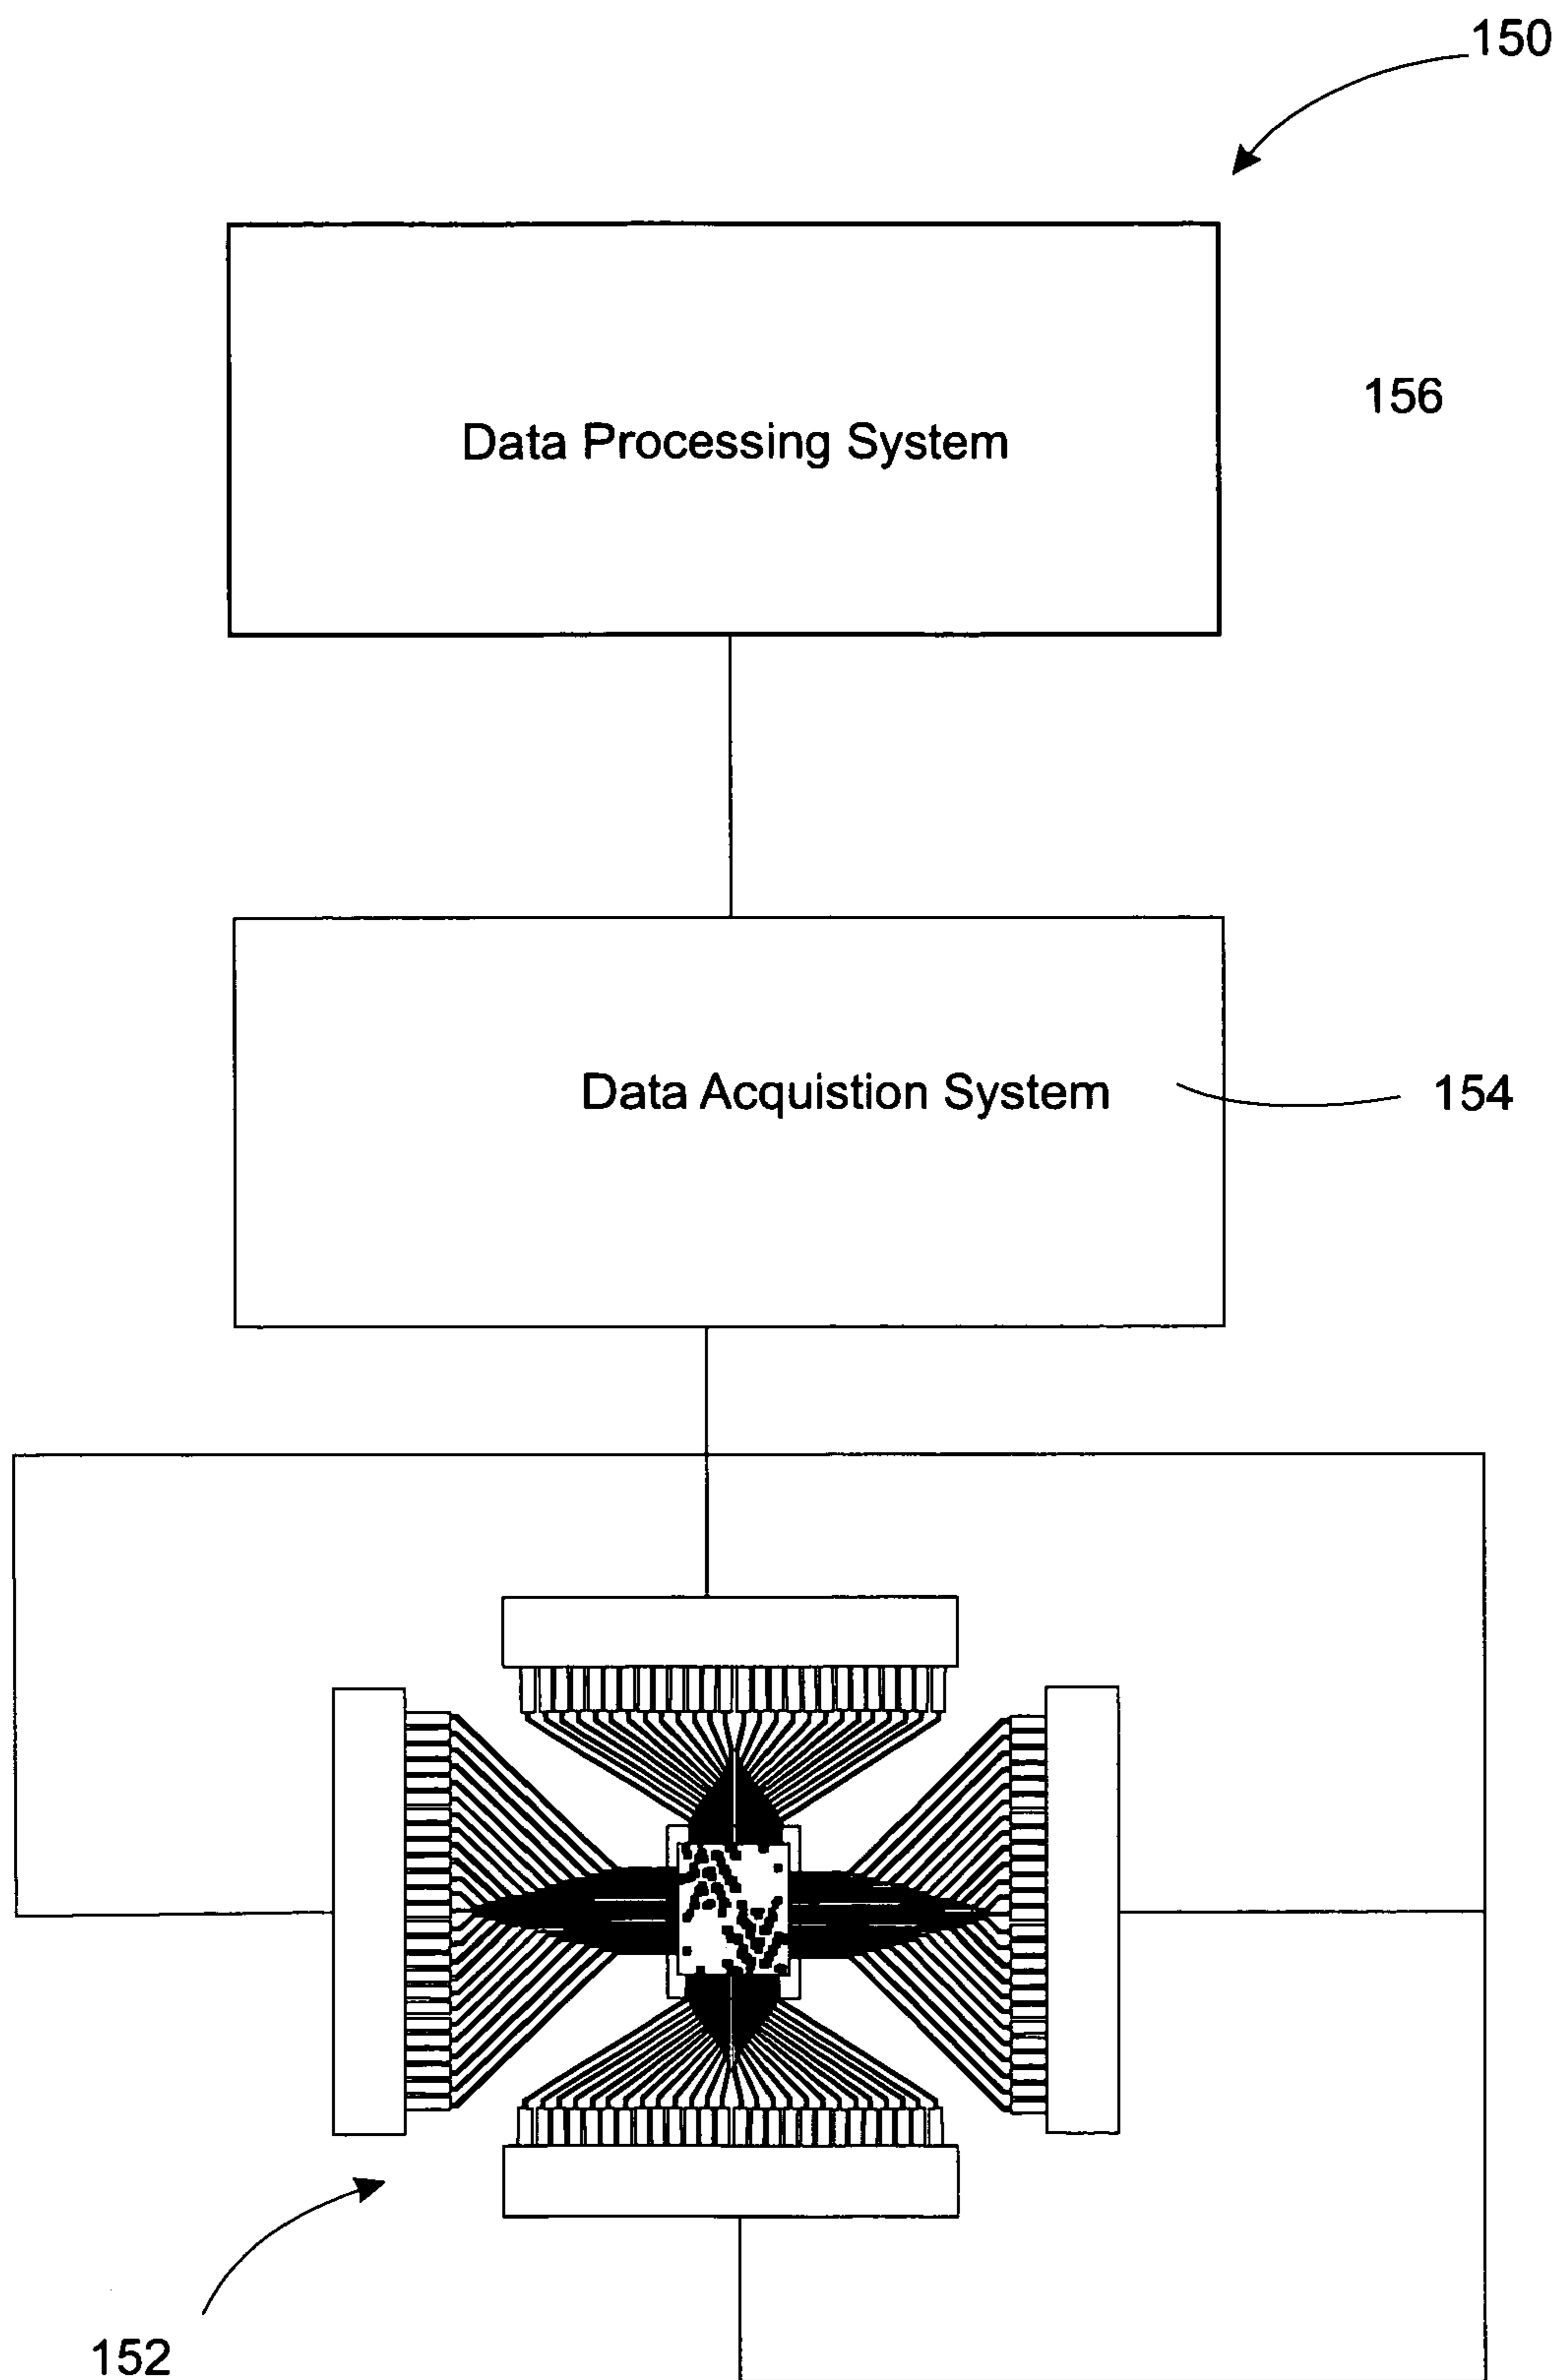 150
156
Data Processing System
Data Acquistion System
154
152